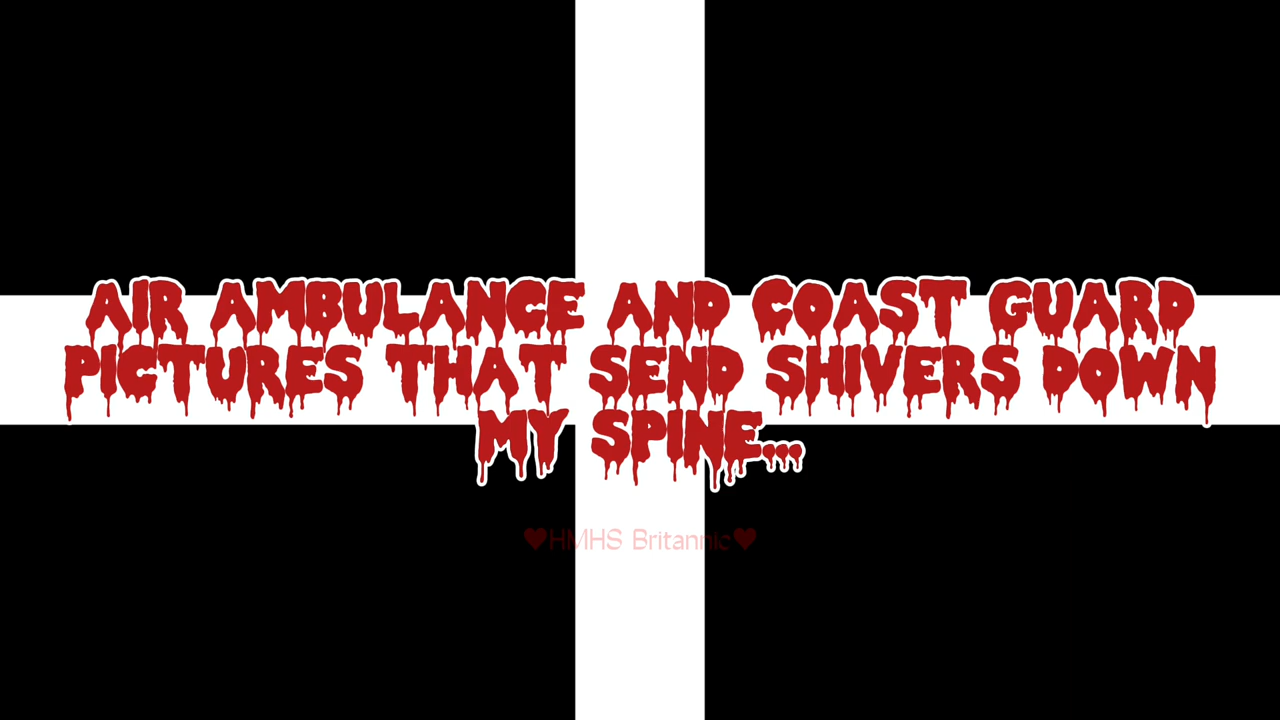 AIR AMBULANCE AND COAST GUARD
PICTURES THAT SEND SHIVERS DOWN
MY SPINE...
♥HMHS Britannic♥